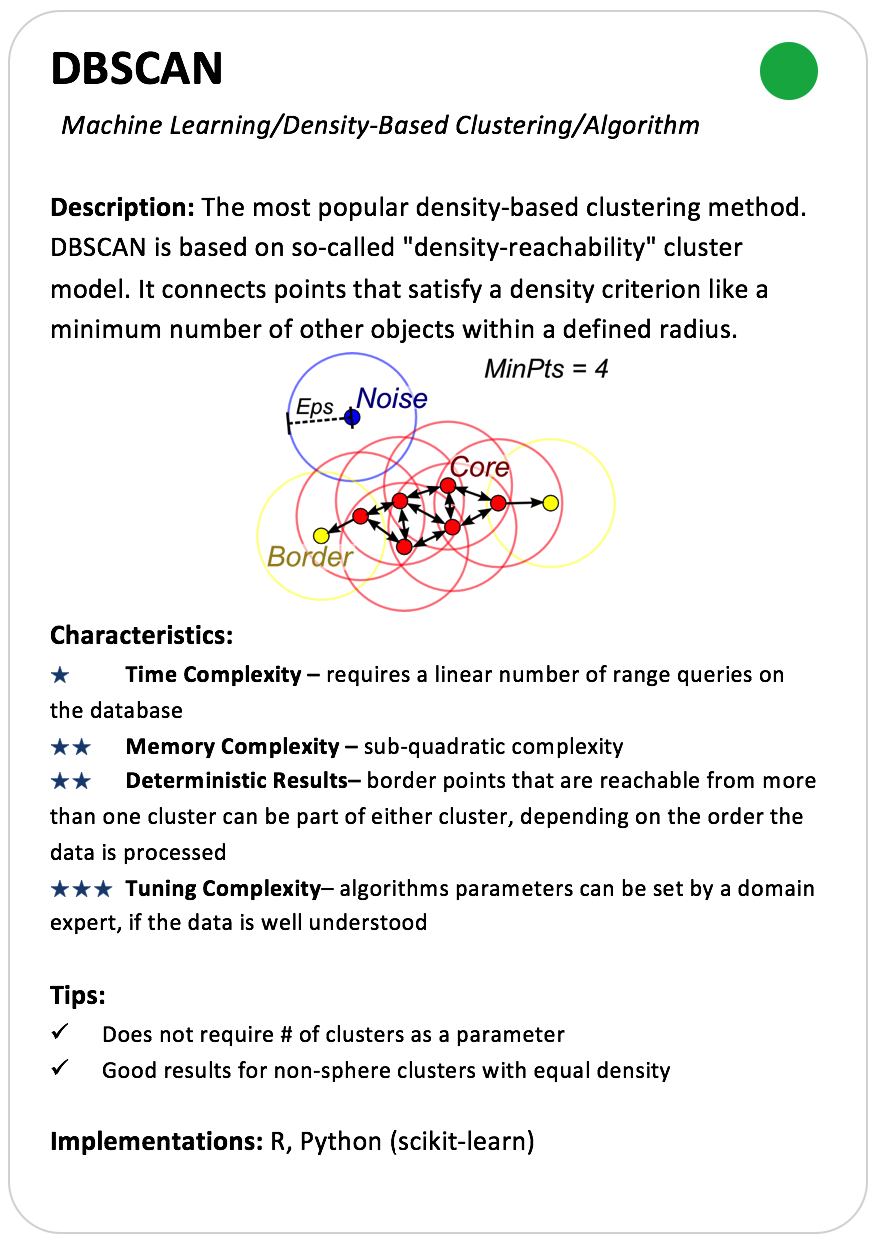 DBSCAN
Machine Learning/Density-Based Clustering/Algorithm
Description: The most popular density-based clustering method.
DBSCAN is based on so-called "density-reachability" cluster
model. It connects points that satisfy a density criterion like a
minimum number of other objects within a defined radius.
MinPts = 4
Eps
Noise
Core
Border
Characteristics:
★ Time Complexity – requires a linear number of range queries on
the database
★★ Memory Complexity – sub-quadratic complexity
★★ Deterministic Results– border points that are reachable from more
than one cluster can be part of either cluster, depending on the order the
data is processed
★★★ Tuning Complexity– algorithms parameters can be set by a domain
expert, if the data is well understood
Tips:
✓ Does not require # of clusters as a parameter
✓ Good results for non-sphere clusters with equal density
Implementations: R, Python (scikit-learn)